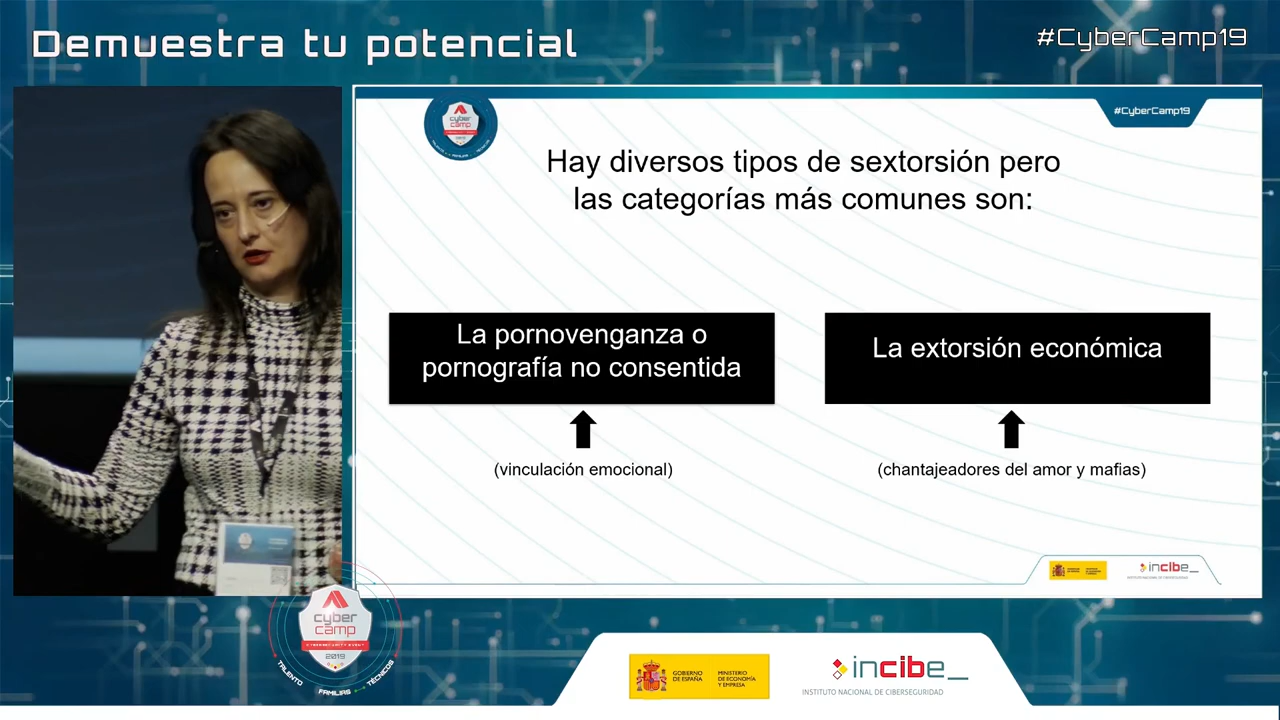 Demuestra tu potencial
#CyberCamp19
cyber
camp
#CyberCamp19
Hay diversos tipos de sextorsión pero
las categorías más comunes son:
La pornovenganza o
pornografía no consentida
La extorsión económica
(vinculación emocional)
(chantajeadores del amor y mafias)
incibe_
cyber
camp
2019
TALENTO
FAMILIAS
TÉCNICOS
GOBIERNO
DE ESPAÑA
MINISTERIO
DE ECONOMÍA
Y EMPRESA
incibe_
INSTITUTO NACIONAL DE CIBERSEGURIDAD